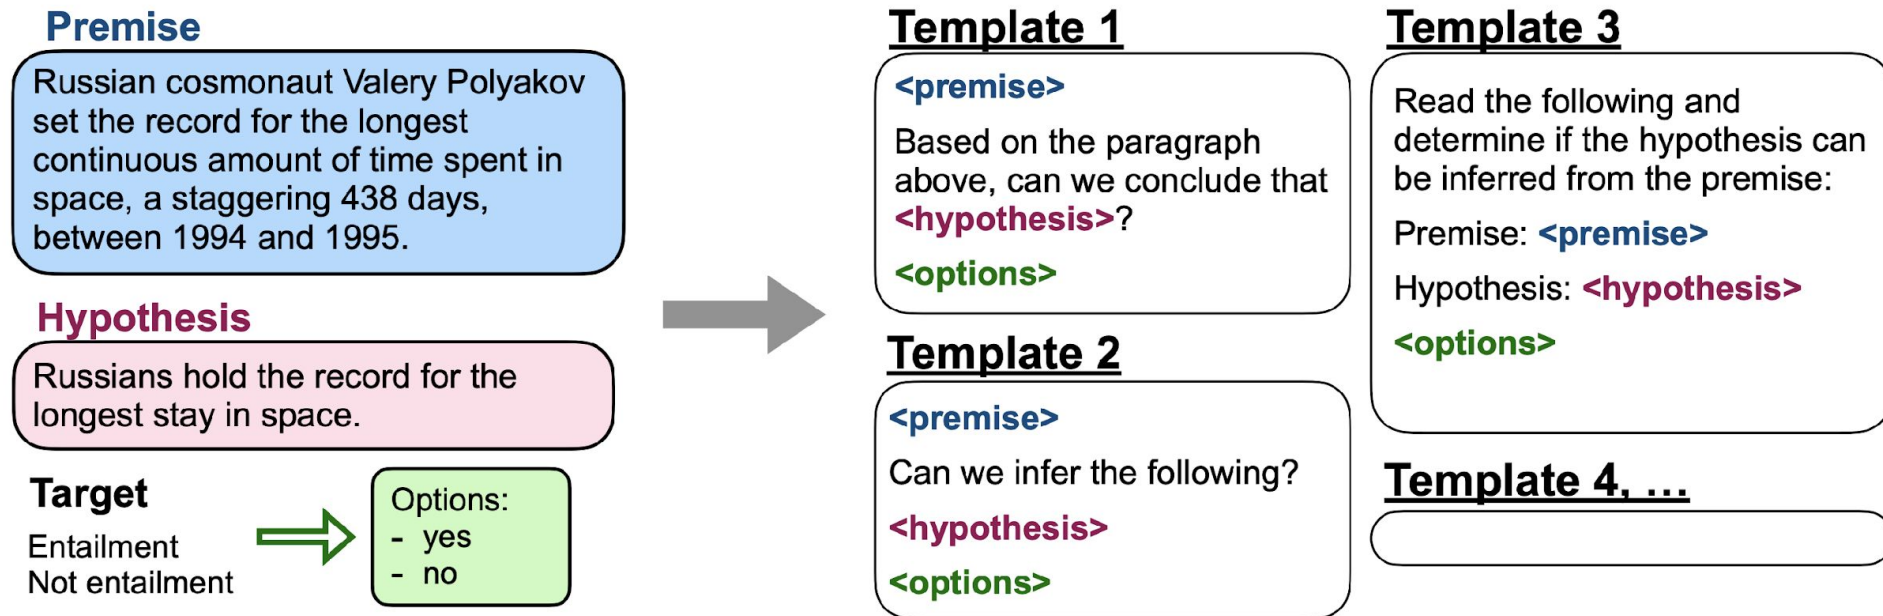 Premise
Russian cosmonaut Valery Polyakov
set the record for the longest
continuous amount of time spent in
space, a staggering 438 days,
between 1994 and 1995.
Hypothesis
Russians hold the record for the
longest stay in space.
Target
Entailment
Not entailment
Options:
- yes
- no
Template 1
<premise>
Based on the paragraph
above, can we conclude that
<hypothesis>?
<options>
Template 2
<premise>
Can we infer the following?
<hypothesis>
<options>
Template 3
Read the following and
determine if the hypothesis can
be inferred from the premise:
Premise: <premise>
Hypothesis: <hypothesis>
<options>
Template 4, ...